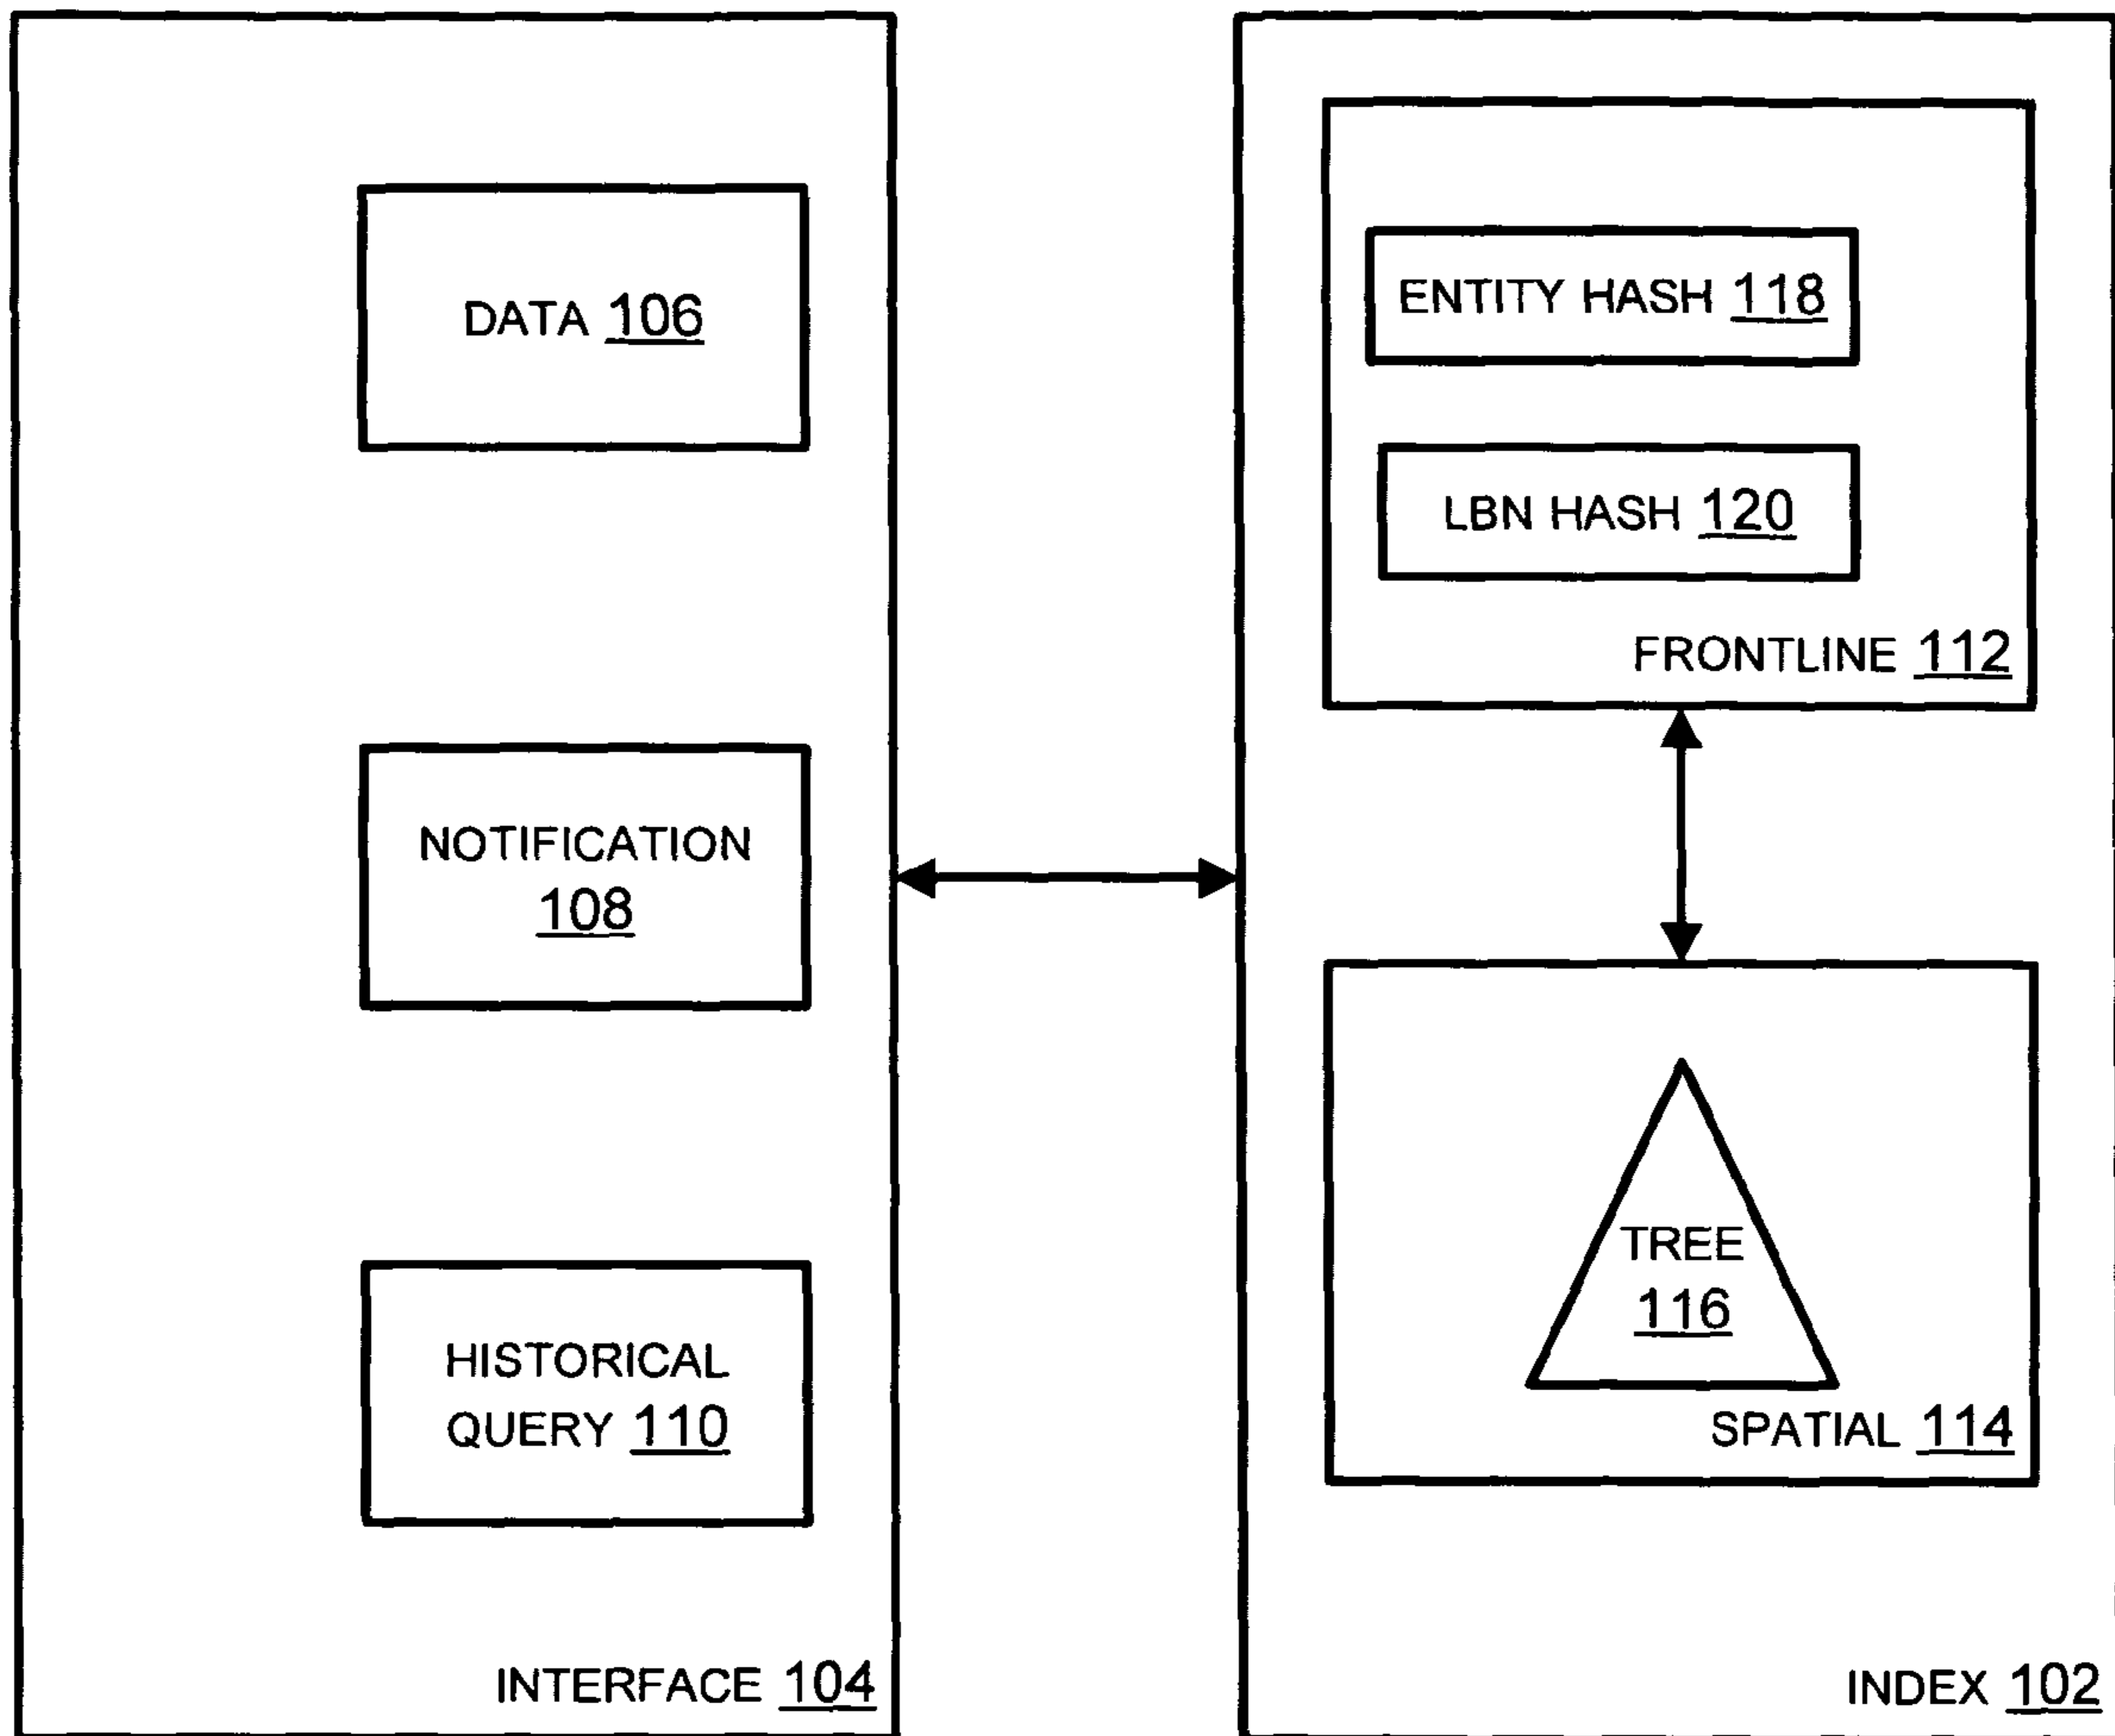 DATA 106
NOTIFICATION
108
HISTORICAL
QUERY 110
INTERFACE 104
ENTITY HASH 118
LBN HASH 120
FRONTLINE 112
TREE
116
SPATIAL 114
INDEX 102